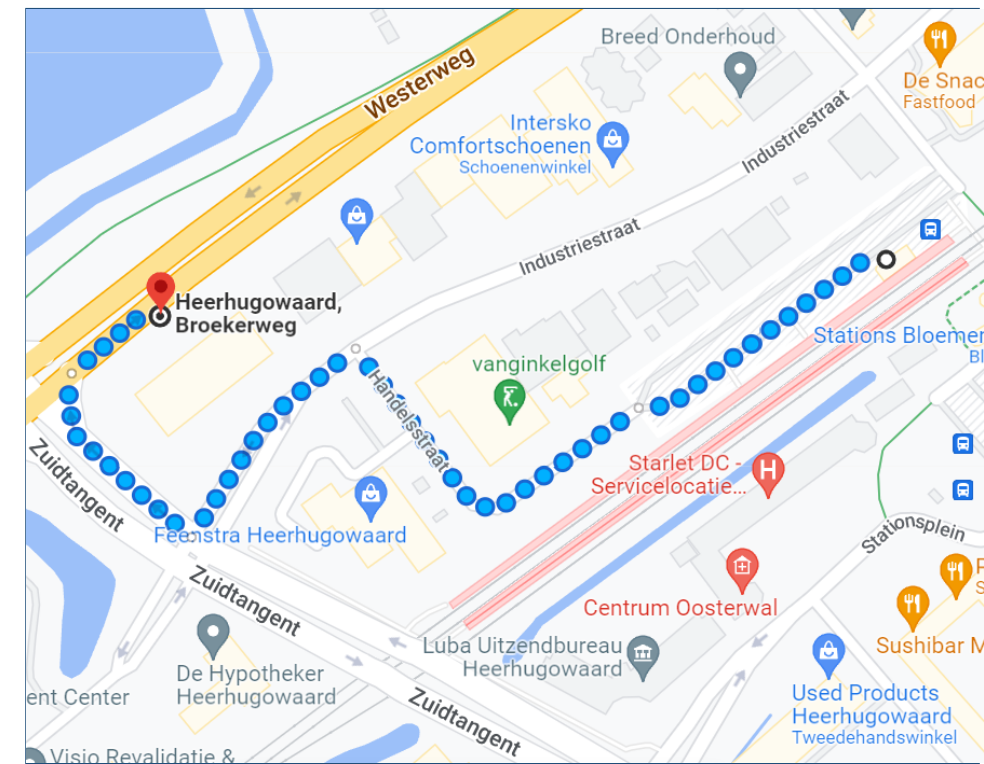 Westerweg
Breed Onderhoud
De Snac
Fastfood
Intersko
Comfortschoenen
Schoenenwinkel
Industriestraat
Industriestraat
Heerhugowaard,
Broekerweg
Stations Bloemen
Bl
vanginkelgolf
Handelsstraat
Starlet DC -
Servicelocatie...
Zuidtangent
Feenstra Heerhugowaard
Stationsplein
Zuidtangent
Centrum Oosterwal
F
S
Sushibar M
Luba Uitzendbureau
Heerhugowaard
De Hypotheker
Heerhugowaard
ent Center
Zuidtangent
Used Products
Heerhugowaard
Tweedehandswinkel
Visio Revalidatie &